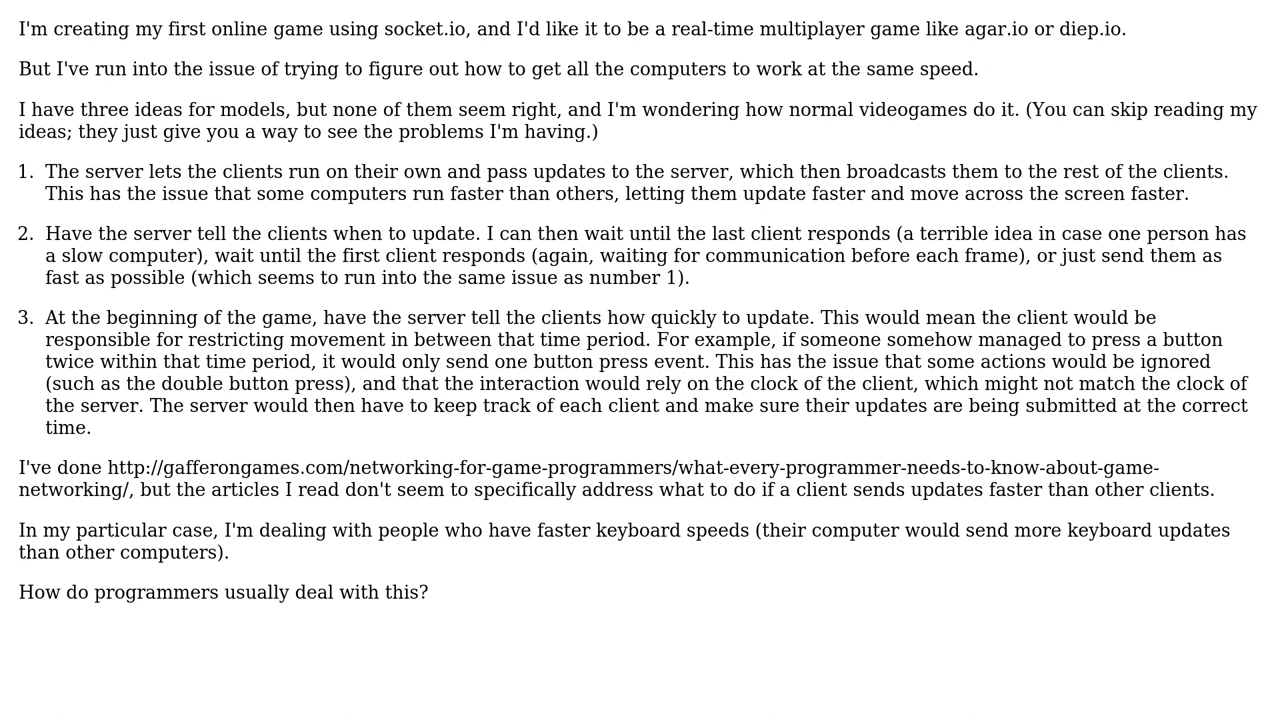 I'm creating my first online game using socket.io, and I'd like it to be a real-time multiplayer game like agar.io or diep.io.
But I've run into the issue of trying to figure out how to get all the computers to work at the same speed.
I have three ideas for models, but none of them seem right, and I'm wondering how normal videogames do it. (You can skip reading my
ideas; they just give you a way to see the problems I'm having.)
1. The server lets the clients run on their own and pass updates to the server, which then broadcasts them to the rest of the clients.
This has the issue that some computers run faster than others, letting them update faster and move across the screen faster.
2. Have the server tell the clients when to update. I can then wait until the last client responds (a terrible idea in case one person has
a slow computer), wait until the first client responds (again, waiting for communication before each frame), or just send them as
fast as possible (which seems to run into the same issue as number 1).
3. At the beginning of the game, have the server tell the clients how quickly to update. This would mean the client would be
responsible for restricting movement in between that time period. For example, if someone somehow managed to press a button
twice within that time period, it would only send one button press event. This has the issue that some actions would be ignored
(such as the double button press), and that the interaction would rely on the clock of the client, which might not match the clock of
the server. The server would then have to keep track of each client and make sure their updates are being submitted at the correct
time.
I've done http://gafferongames.com/networking-for-game-programmers/what-every-programmer-needs-to-know-about-game-
networking/, but the articles I read don't seem to specifically address what to do if a client sends updates faster than other clients.
In my particular case, I'm dealing with people who have faster keyboard speeds (their computer would send more keyboard updates
than other computers).
How do programmers usually deal with this?